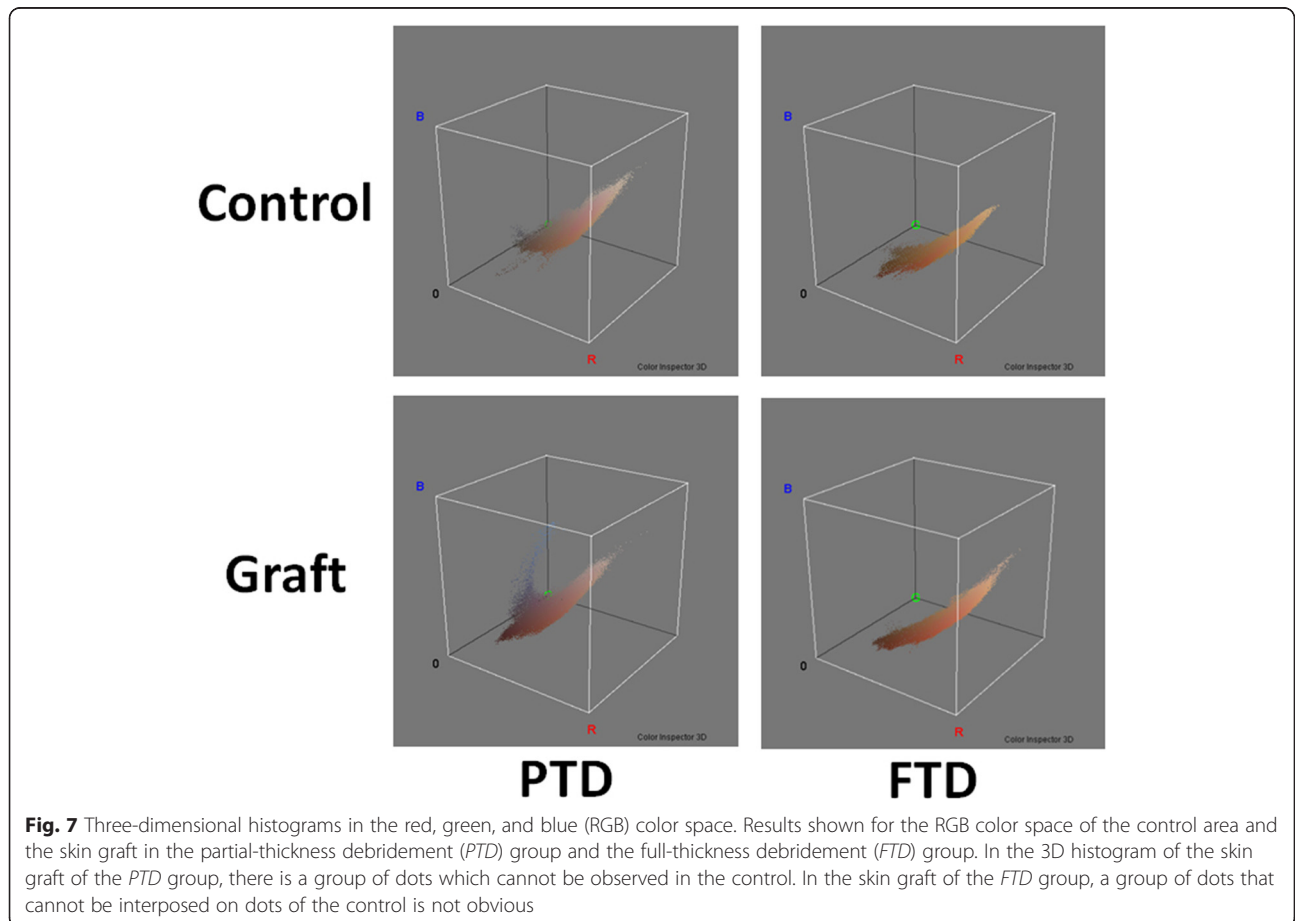 B
0
R
Color Inspector 3D
B
0
R
Color Inspector 3D
Control
B
0
R
Color Inspector 3D
B
0
R
Color Inspector 3D
Graft
PTD
FTD
Fig. 7 Three-dimensional histograms in the red, green, and blue (RGB) color space. Results shown for the RGB color space of the control area and
the skin graft in the partial-thickness debridement (PTD) group and the full-thickness debridement (FTD) group. In the 3D histogram of the skin
graft of the PTD group, there is a group of dots which cannot be observed in the control. In the skin graft of the FTD group, a group of dots that
cannot be interposed on dots of the control is not obvious